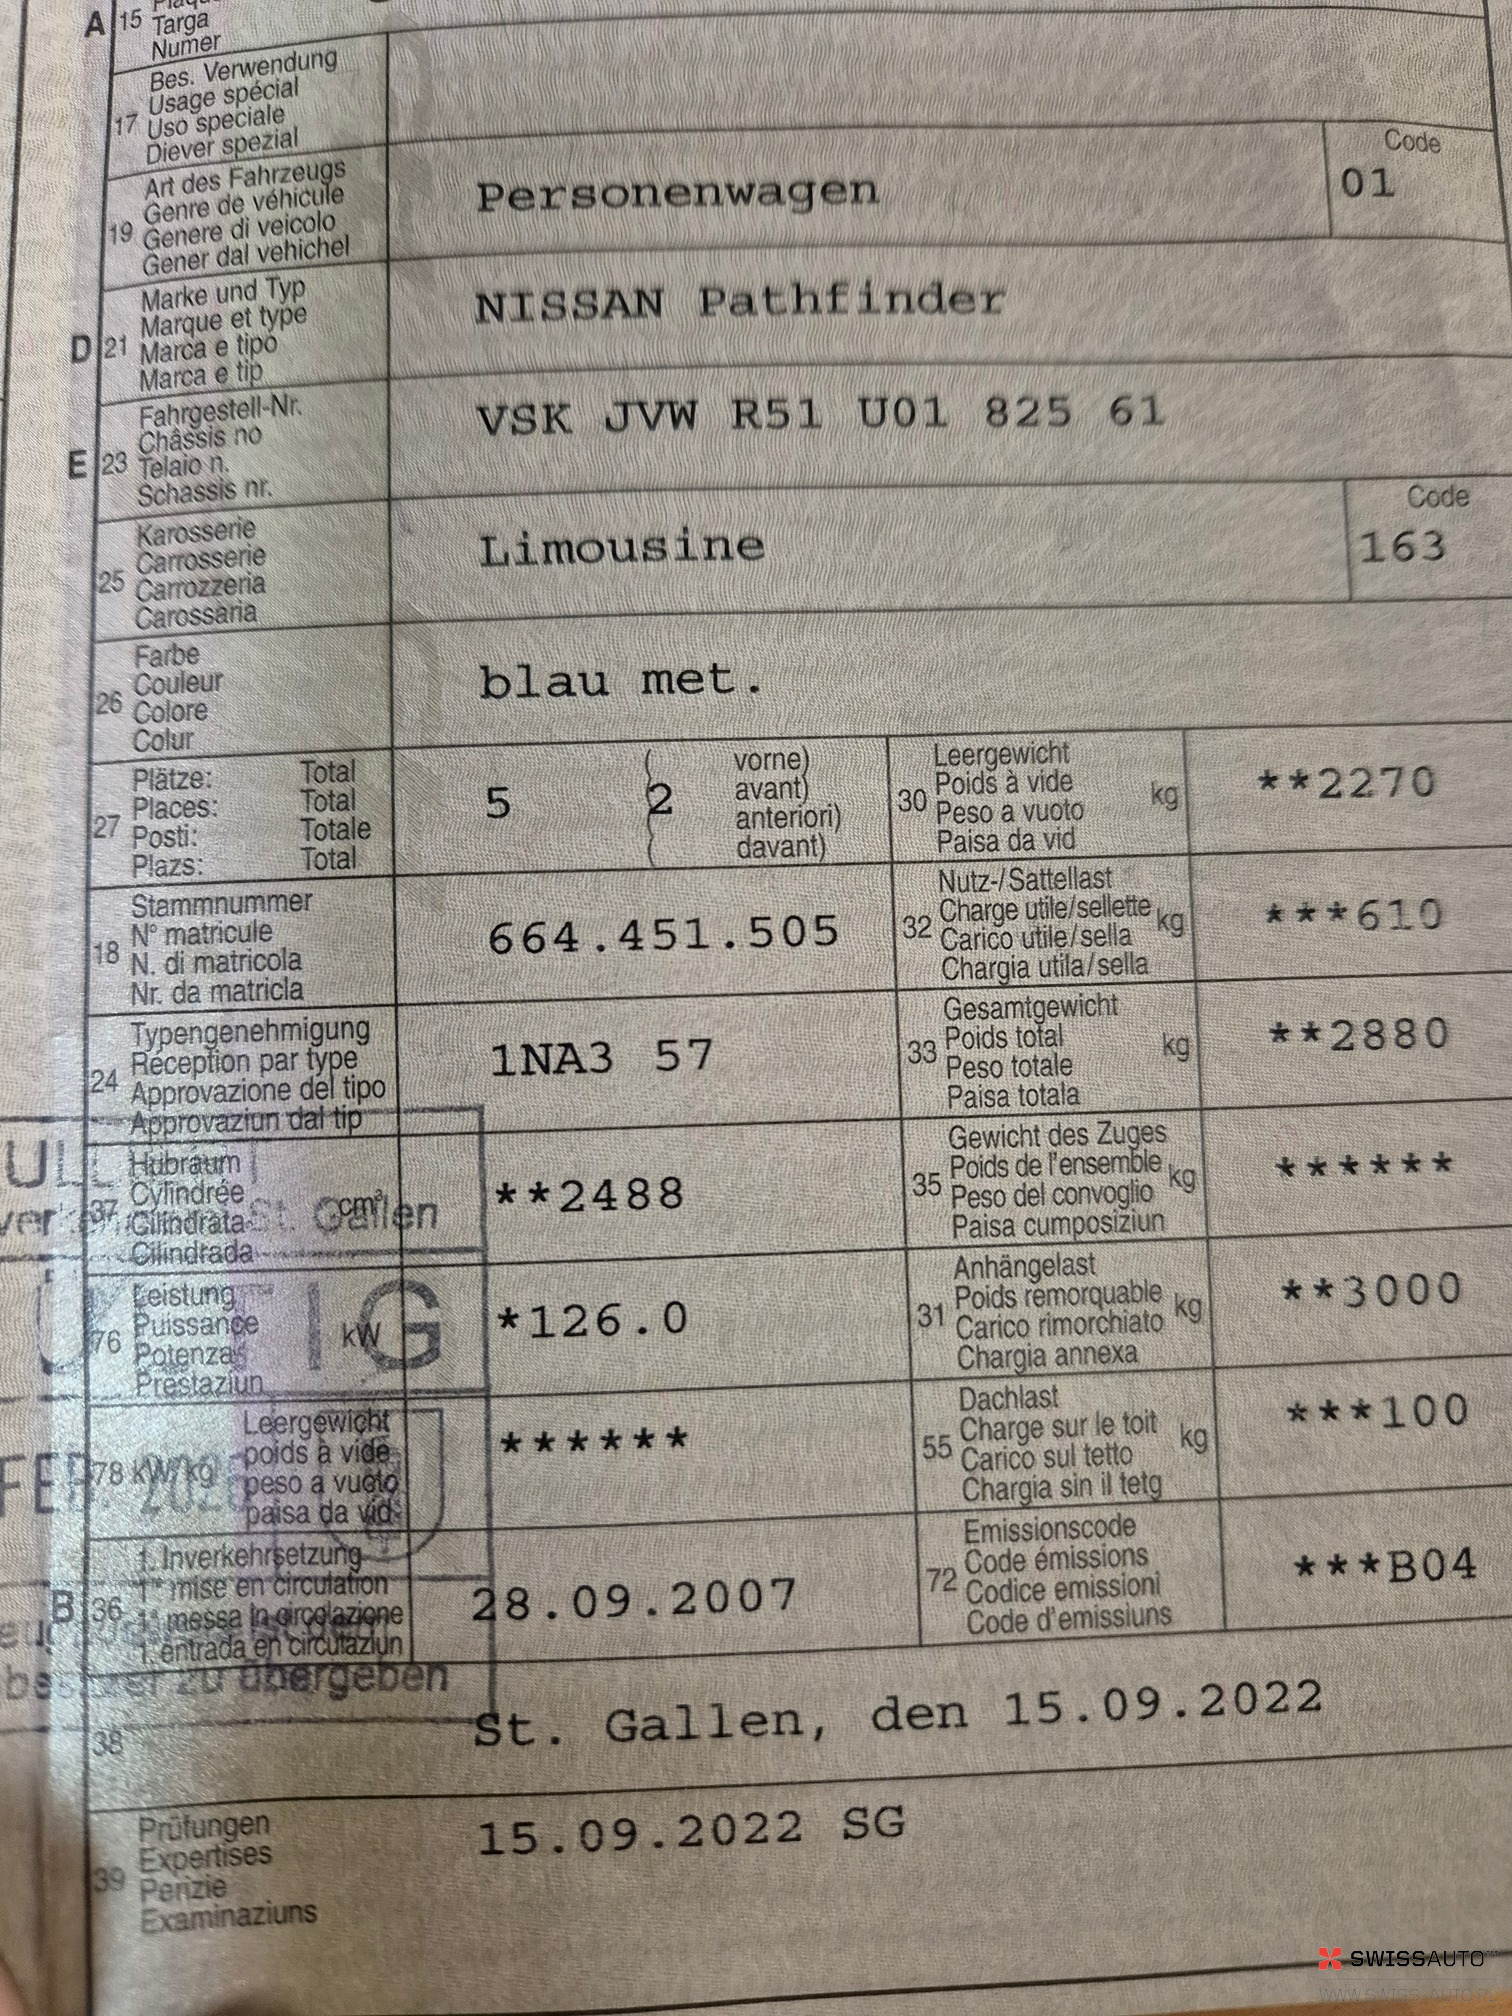 A 15 Targa
Numer
17 Bes. Verwendung
Usage spécial
Uso speciale
Diever spezial
19 Art des Fahrzeugs
Genre de véhicule
Genere di veicolo
Gener dal vehichel
Personenwagen
Code
01
D 21 Marke und Typ
Marque et type
Marca e tipo
Marca e tip
NISSAN Pathfinder
E 23 Fahrgestell-Nr.
Châssis no
Telaio n.
Schassis nr.
VSK JVW R51 U01 825 61
25 Karosserie
Carrosserie
Carrozzeria
Carossaria
Limousine
Code
163
26 Farbe
Couleur
Colore
Colur
blau met.
27 Plätze: Total
Places: Total
Posti: Totale
Plazs: Total
5 ( 2 vorne)
avant)
anteriori)
davant)
30 Leergewicht
Poids à vide
Peso a vuoto
Paisa da vid
kg
**2270
18 Stammnummer
N° matricule
N. di matricola
Nr. da matricla
664.451.505
32 Nutz-/Sattellast
Charge utile/sellette
Carico utile/sella
Chargia utila/sella
kg
***610
24 Typengenehmigung
Réception par type
Approvazione del tipo
Approvaziun dal tip
1NA3 57
33 Gesamtgewicht
Poids total
Peso totale
Paisa totala
kg
**2880
37 Hubraum
Cylindrée
Cilindrata
Cilindrada
cm³
**2488
St. Gallen
35 Gewicht des Zuges
Poids de l'ensemble
Peso del convoglio
Paisa cumposiziun
kg
******
76 Leistung
Puissance
Potenza
Prestaziun
kW
*126.0
31 Anhängelast
Poids remorquable
Carico rimorchiato
Chargia annexa
kg
**3000
78 kW/kg Leergewicht
poids à vide
peso a vuoto
paisa da vid
******
55 Dachlast
Charge sur le toit
Carico sul tetto
Chargia sin il tetg
kg
***100
B 36 1. Inverkehrsetzung
1re mise en circulation
1a messa in circolazione
1. entrada en circulaziun
28.09.2007
72 Emissionscode
Code émissions
Codice emissioni
Code d'emissiuns
***B04
zu übergeben
38
St. Gallen, den 15.09.2022
39 Prüfungen
Expertises
Perizie
Examinaziuns
15.09.2022 SG
SWISSAUTO